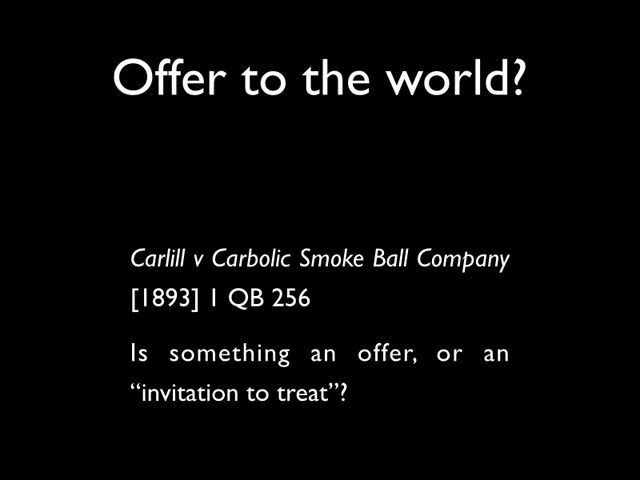 Offer to the world?
Carlill v Carbolic Smoke Ball Company
[1893] 1 QB 256
Is something an offer, or an
“invitation to treat”?